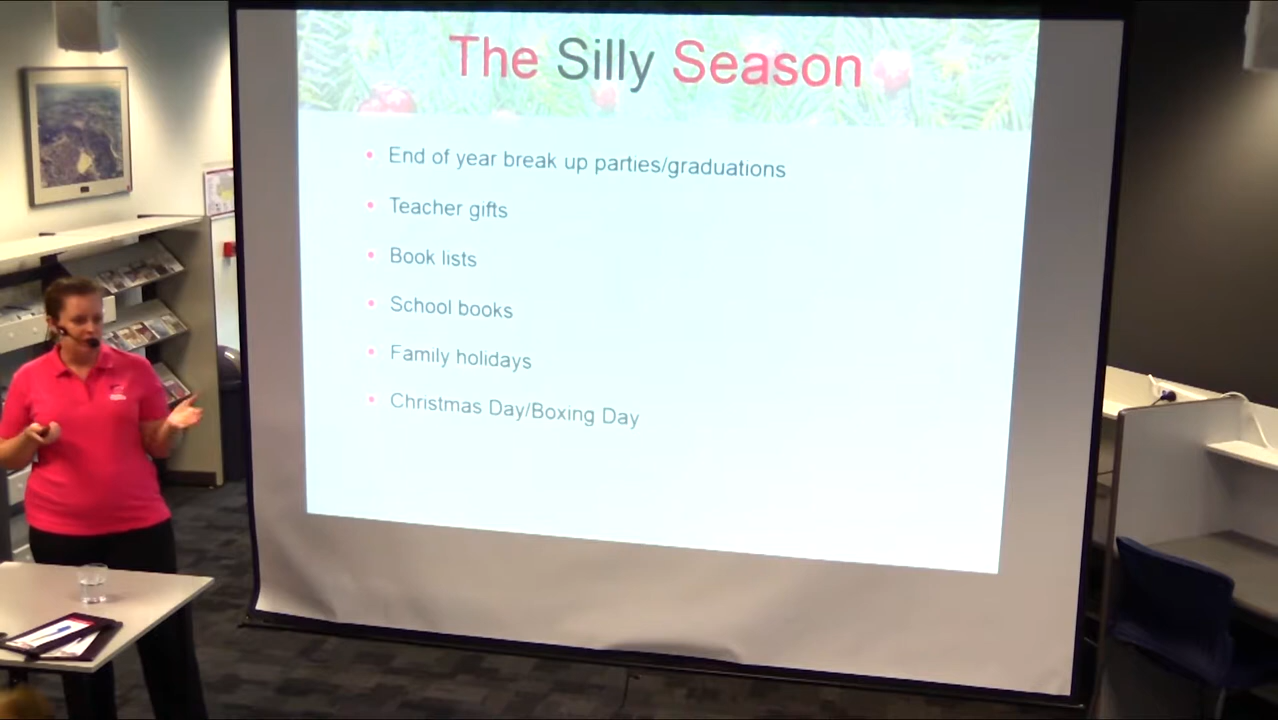 The Silly Season
End of year break up parties/graduations
Teacher gifts
Book lists
School books
Family holidays
Christmas Day/Boxing Day